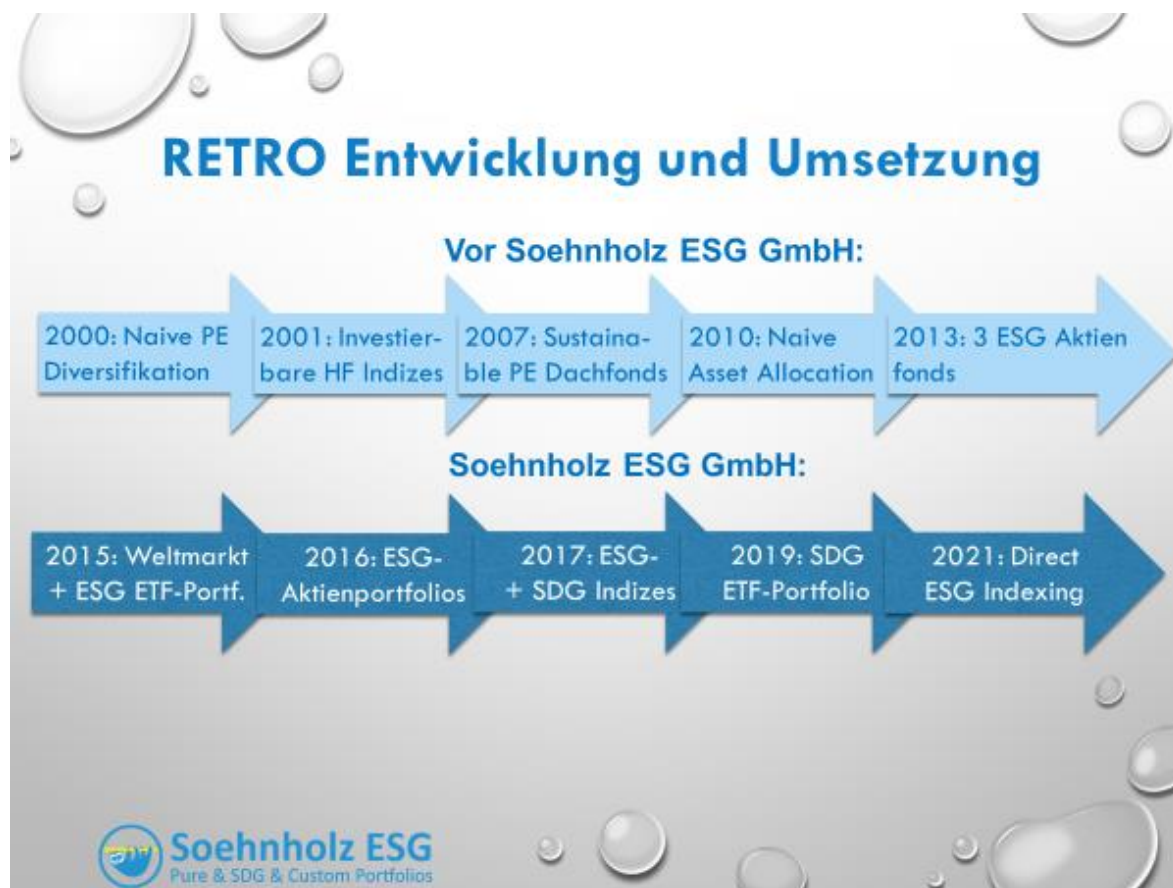 RETRO Entwicklung und Umsetzung
Vor Soehnholz ESG GmbH:
2000: Naive PE
Diversifikation
2001: Investier-
bare HF Indizes
2007: Sustaina-
ble PE Dachfonds
2010: Naive
Asset Allocation
2013: 3 ESG Aktien
fonds
Soehnholz ESG GmbH:
2015: Weltmarkt
+ ESG ETF-Portf.
2016: ESG-
Aktienportfolios
2017: ESG-
+ SDG Indizes
2019: SDG
ETF-Portfolio
2021: Direct
ESG Indexing
Soehnholz ESG
Pure & SDG & Custom Portfolios